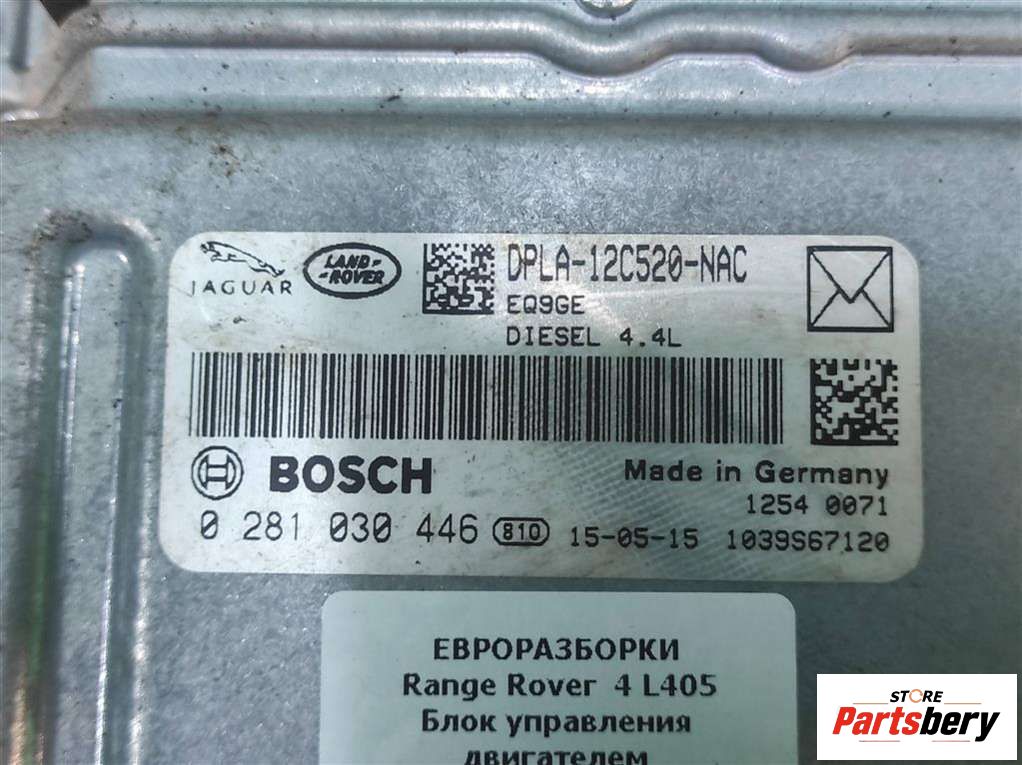 JAGUAR
LAND-
-ROVER
DPLA-12C520-NAC
EQ9GE
DIESEL 4.4L
BOSCH
Made in Germany
1254 0071
0 281 030 446 810 15-05-15 1039S67120
ЕВРОРАЗБОРКИ
Range Rover 4 L405
Блок управления
двигателем
STORE
Partsbery